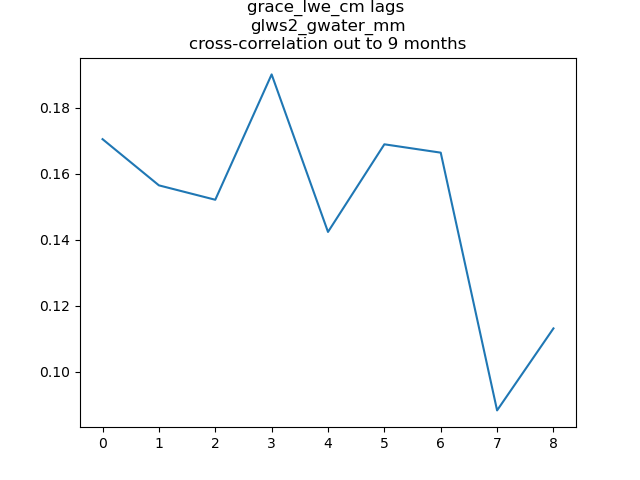 grace_lwe_cm lags
glws2_gwater_mm
cross-correlation out to 9 months
0.18
0.16
0.14
0.12
0.10
0 1 2 3 4 5 6 7 8